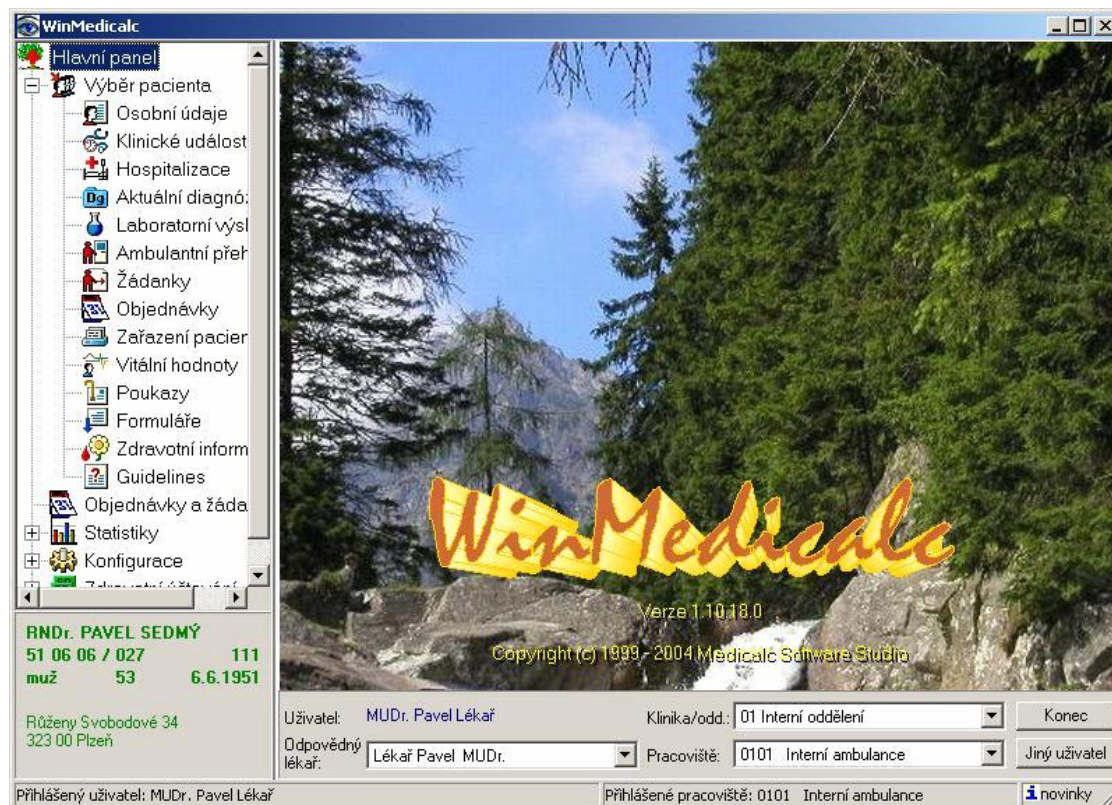 WinMedicalc
Hlavní panel
Výběr pacienta
Osobní údaje
Klinické událost
Hospitalizace
Aktuální diagnóz
Laboratorní výsl
Ambulantní přeh
Žádanky
Objednávky
Zařazení pacien
Vitální hodnoty
Poukazy
Formuláře
Zdravotní inform
Guidelines
Objednávky a žáda
Statistiky
Konfigurace
Zdravotní účtování
WinMedicalc
Verze 1.10.18.0
Copyright (c) 1999 - 2004 Medicalc Software Studio
RNDr. PAVEL SEDMÝ
51 06 06 / 027 111
muž 53 6.6.1951
Růženy Svobodové 34
323 00 Plzeň
Uživatel: MUDr. Pavel Lékař Klinika/odd.: 01 Interní oddělení Konec
Odpovědný lékař: Lékař Pavel MUDr. Pracoviště: 0101 Interní ambulance Jiný uživatel
Přihlášený uživatel: MUDr. Pavel Lékař Přihlášené pracoviště: 0101 Interní ambulance novinky